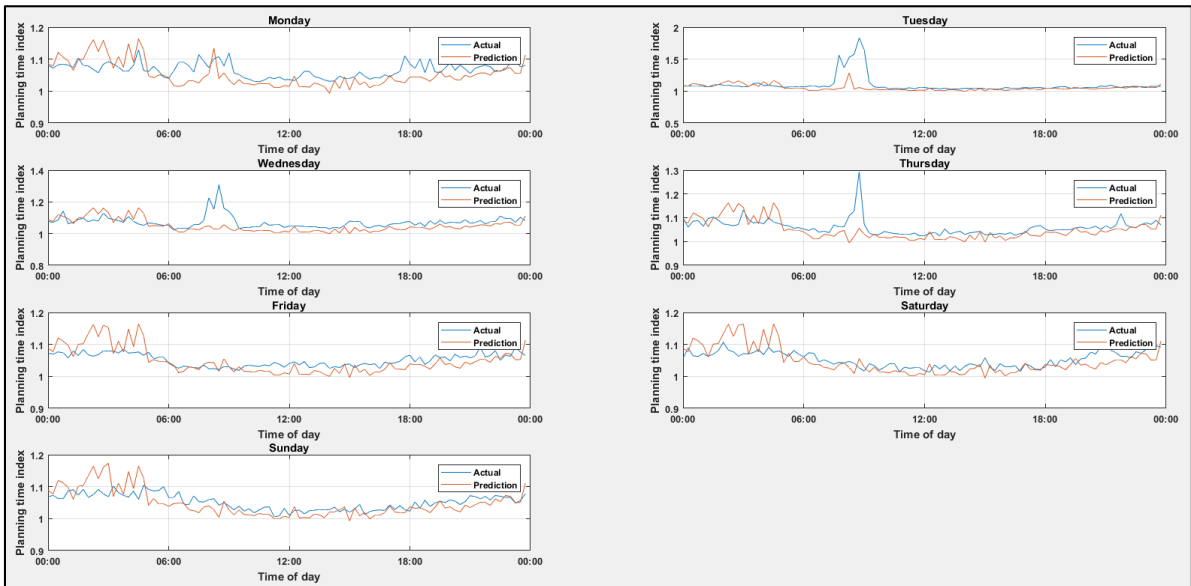 Monday
Planning time index
1.2
1.1
1
0.9
Actual
Prediction
00:00 06:00 12:00 18:00 00:00
Time of day
Tuesday
Planning time index
2
1.5
1
0.5
Actual
Prediction
00:00 06:00 12:00 18:00 00:00
Time of day
Wednesday
Planning time index
1.4
1.2
1
0.8
Actual
Prediction
00:00 06:00 12:00 18:00 00:00
Time of day
Thursday
Planning time index
1.3
1.2
1.1
1
0.9
Actual
Prediction
00:00 06:00 12:00 18:00 00:00
Time of day
Friday
Planning time index
1.2
1.1
1
0.9
Actual
Prediction
00:00 06:00 12:00 18:00 00:00
Time of day
Saturday
Planning time index
1.2
1.1
1
0.9
Actual
Prediction
00:00 06:00 12:00 18:00 00:00
Time of day
Sunday
Planning time index
1.2
1.1
1
0.9
Actual
Prediction
00:00 06:00 12:00 18:00 00:00
Time of day